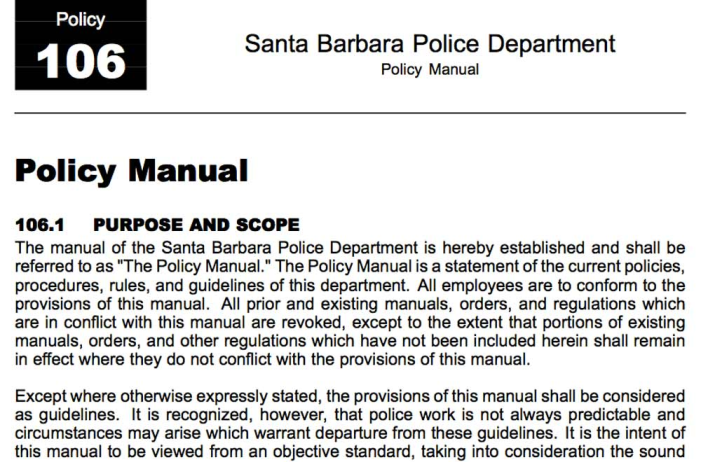 Policy
106
Santa Barbara Police Department
Policy Manual
Policy Manual
106.1 PURPOSE AND SCOPE
The manual of the Santa Barbara Police Department is hereby established and shall be
referred to as "The Policy Manual." The Policy Manual is a statement of the current policies,
procedures, rules, and guidelines of this department. All employees are to conform to the
provisions of this manual. All prior and existing manuals, orders, and regulations which
are in conflict with this manual are revoked, except to the extent that portions of existing
manuals, orders, and other regulations which have not been included herein shall remain
in effect where they do not conflict with the provisions of this manual.
Except where otherwise expressly stated, the provisions of this manual shall be considered
as guidelines. It is recognized, however, that police work is not always predictable and
circumstances may arise which warrant departure from these guidelines. It is the intent of
this manual to be viewed from an objective standard, taking into consideration the sound